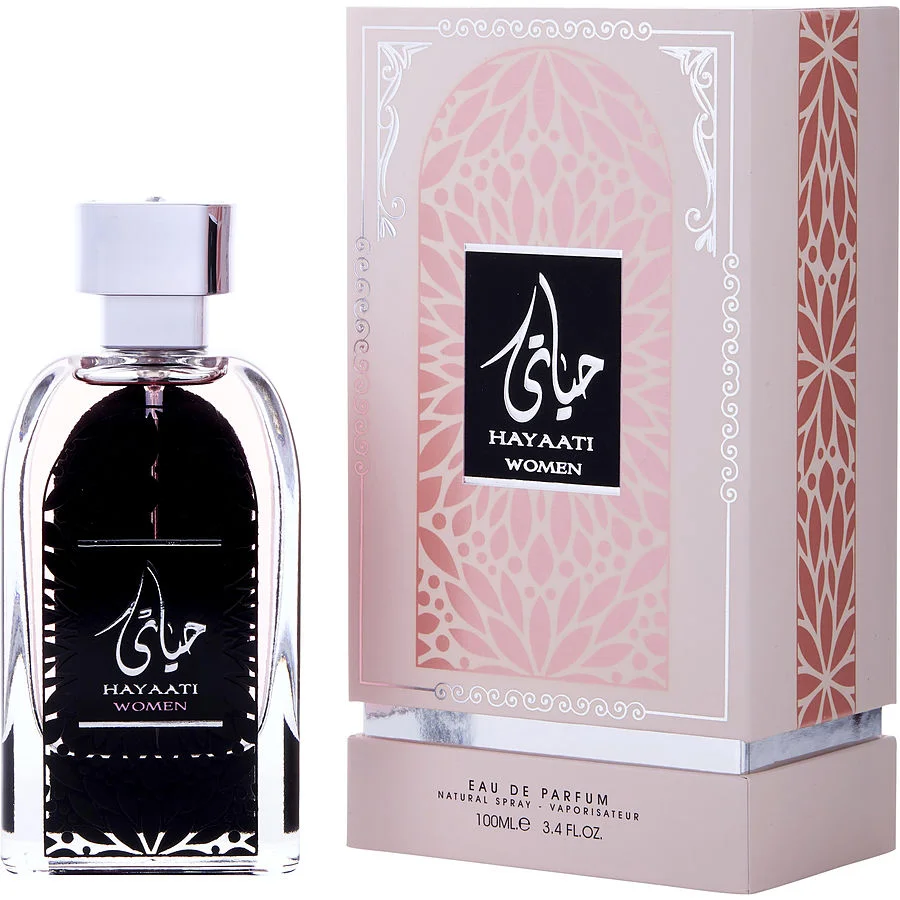 حياتي
HAYAATI
WOMEN
حياتي
HAYAATI
WOMEN
EAU DE PARFUM
NATURAL SPRAY - VAPORISATEUR
100ML.e 3.4 FL.OZ.